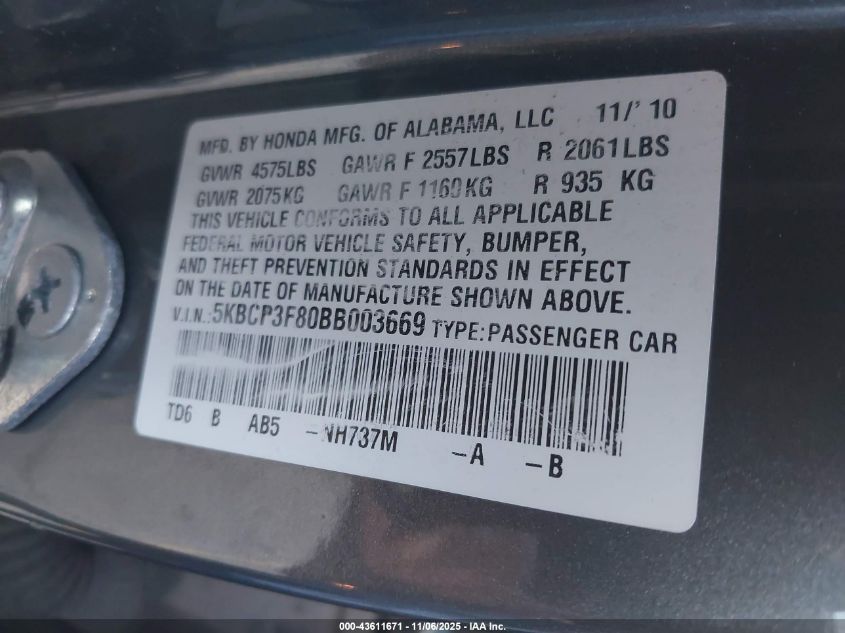 MFD. BY HONDA MFG. OF ALABAMA, LLC 11/'10
GVWR 4575LBS GAWR F 2557LBS R 2061LBS
GVWR 2075KG GAWR F 1160KG R 935 KG
THIS VEHICLE CONFORMS TO ALL APPLICABLE
FEDERAL MOTOR VEHICLE SAFETY, BUMPER,
AND THEFT PREVENTION STANDARDS IN EFFECT
ON THE DATE OF MANUFACTURE SHOWN ABOVE.
V.I.N.:5KBCP3F80BB003669 TYPE:PASSENGER CAR
TD6 B AB5 -NH737M -A -B
000-43611671 - 11/06/2025 - IAA Inc.